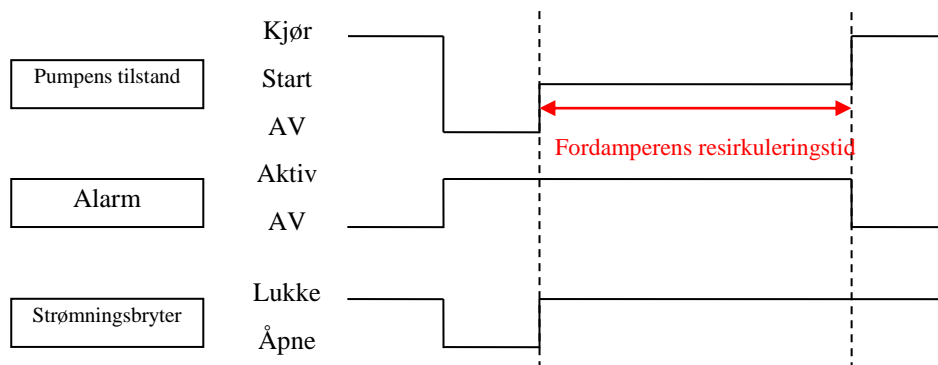 Kjør
Pumpens tilstand
Start
AV
Fordamperens resirkuleringstid
Aktiv
Alarm
AV
Lukke
Strømningsbryter
Åpne